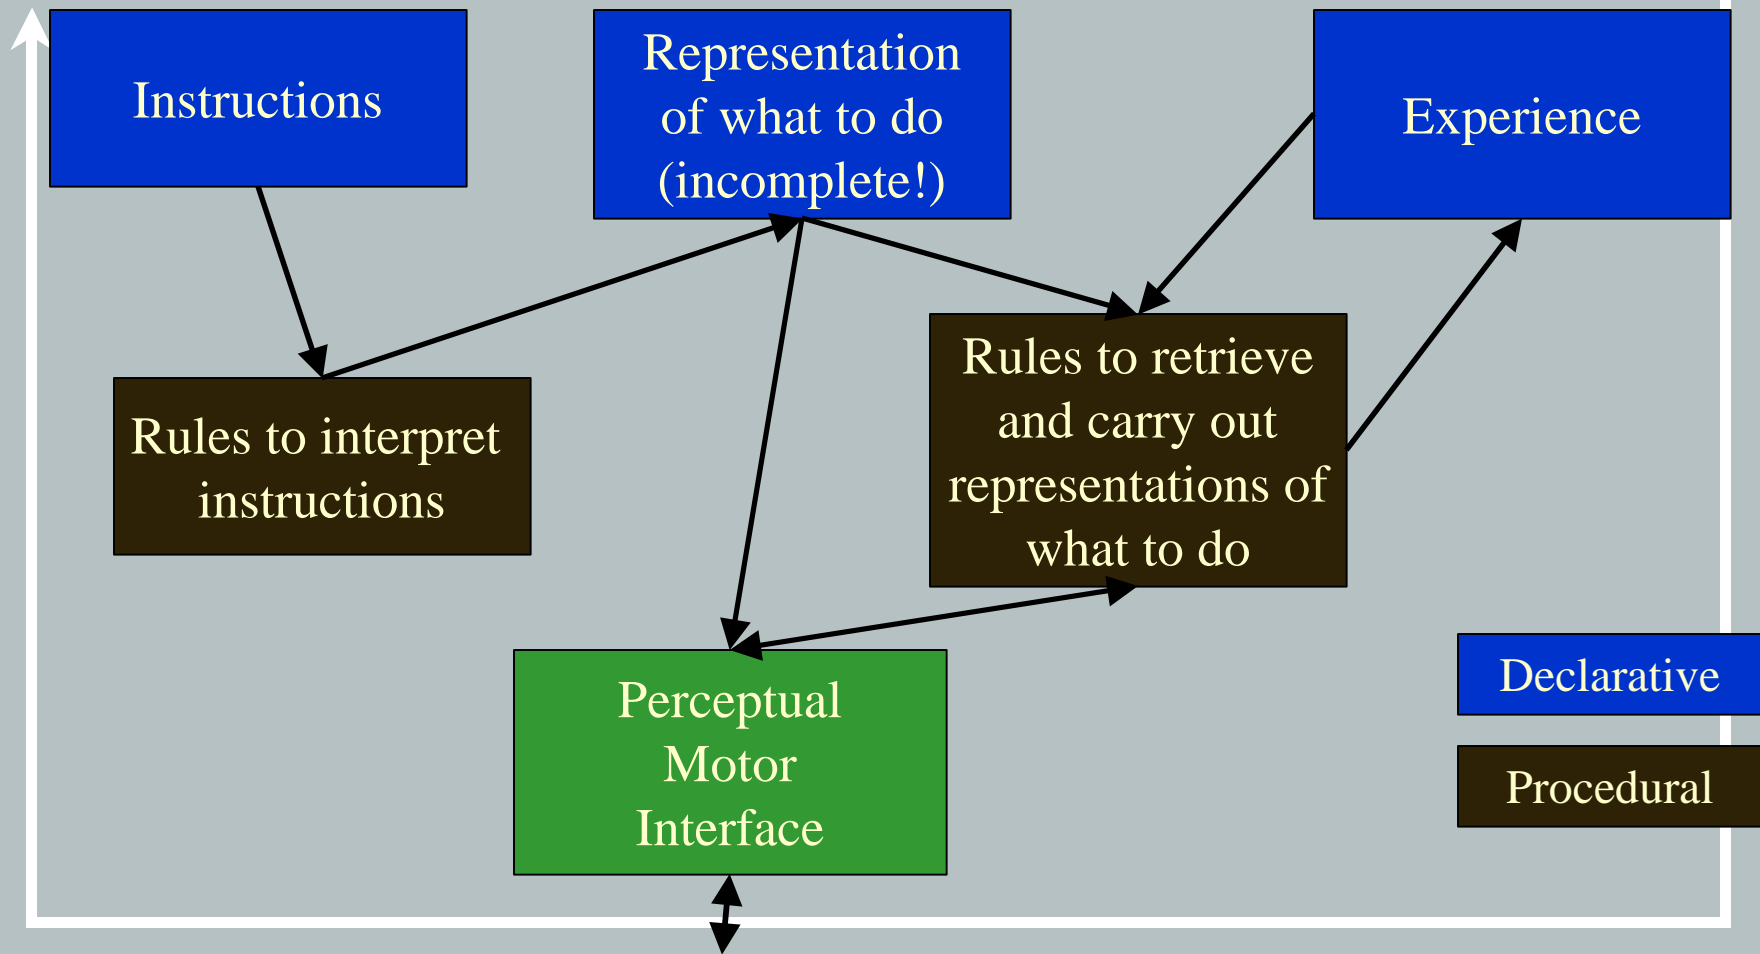 Instructions
Representation
of what to do
(incomplete!)
Experience
Rules to interpret
instructions
Rules to retrieve
and carry out
representations of
what to do
Perceptual
Motor
Interface
Declarative
Procedural